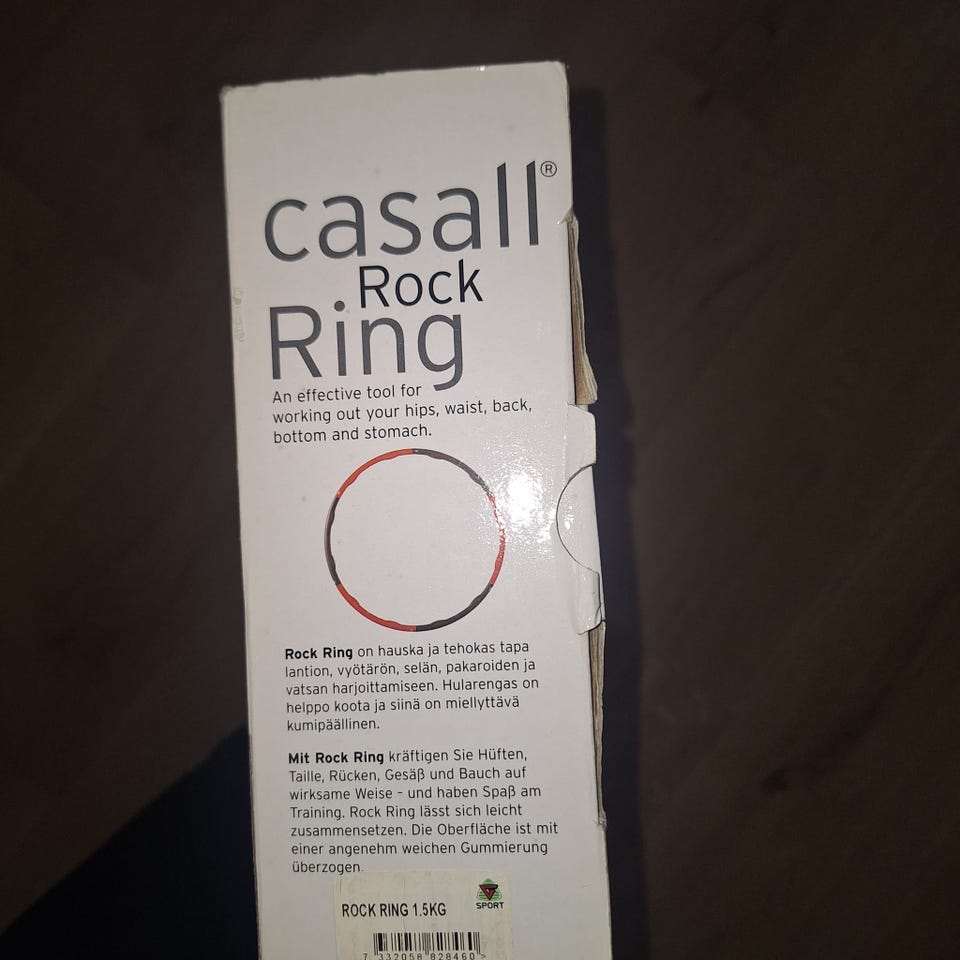 casall®
Rock
Ring
An effective tool for
working out your hips, waist, back,
bottom and stomach.
Rock Ring on hauska ja tehokas tapa
lantion, vyötärön, selän, pakaroiden ja
vatsan harjoittamiseen. Hularengas on
helppo koota ja siinä on miellyttävä
kumipäällinen.
Mit Rock Ring kräftigen Sie Hüften,
Taille, Rücken, Gesäß und Bauch auf
wirksame Weise – und haben Spaß am
Training. Rock Ring lässt sich leicht
zusammensetzen. Die Oberfläche ist mit
einer angenehm weichen Gummierung
überzogen.
SPORT
ROCK RING 1.5KG
7 332058 828460 >